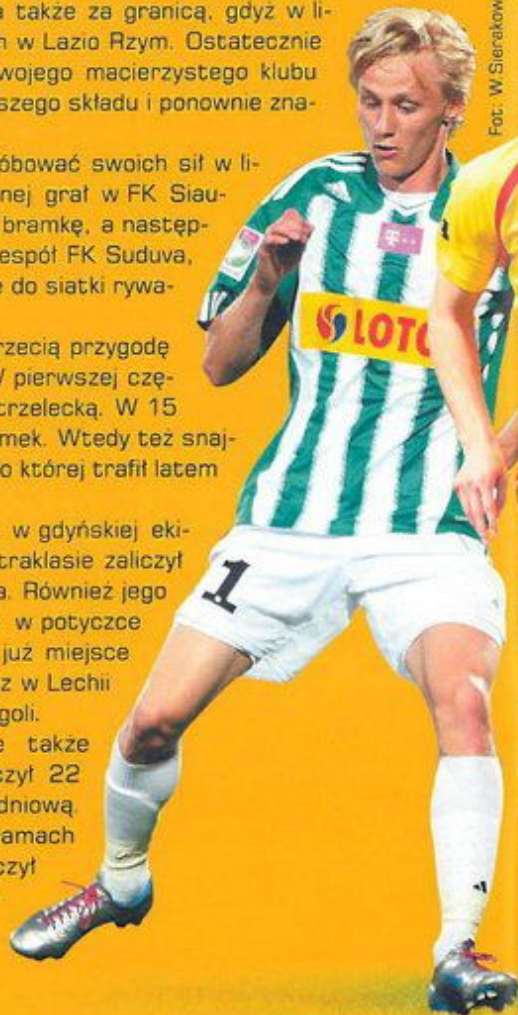 a także za granicą, gdyż w li-
w Lazio Rzym. Ostatecznie
wojego macierzystego klubu
szego składu i ponownie zna-
óbować swoich sił w li-
nej grał w FK Siau-
bramkę, a następ-
espół FK Suduva,
e do siatki rywa-
rzecią przygodę
pierwszej czę-
trzelecką. W 15
mek. Wtedy też snaj-
o której trafił latem
w gdyńskiej eki-
traklasie zaliczył
a. Również jego
w potyczce
już miejsce
z w Lechii
goli.
e także
czył 22
dniową.
amach
czył
Fot: W.Sierakow
LOTO
1.